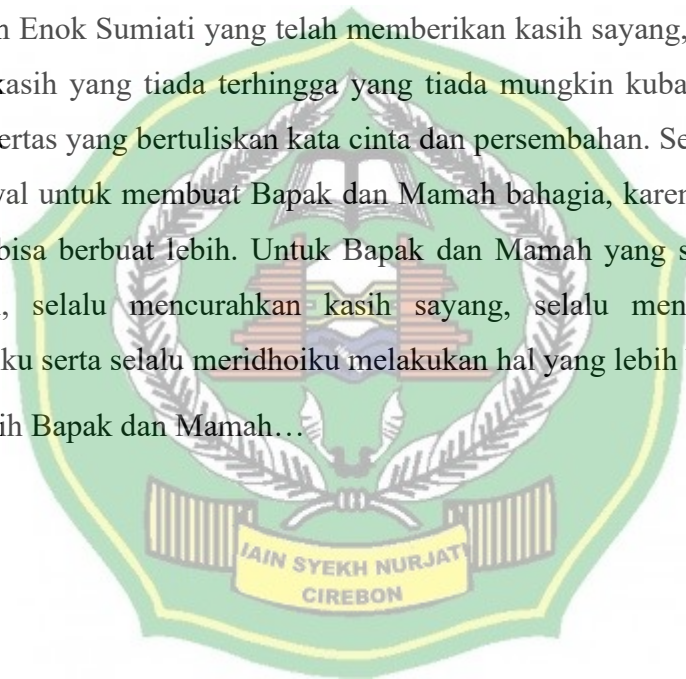 n Enok Sumiati yang telah memberikan kasih sayang,
kasih yang tiada terhingga yang tiada mungkin kuba
ertas yang bertuliskan kata cinta dan persembahan. Se
val untuk membuat Bapak dan Mamah bahagia, karen
bisa berbuat lebih. Untuk Bapak dan Mamah yang s
, selalu mencurahkan kasih sayang, selalu men
ku serta selalu meridhoiku melakukan hal yang lebih
ih Bapak dan Mamah…
IAIN SYEKH NURJATI
CIREBON